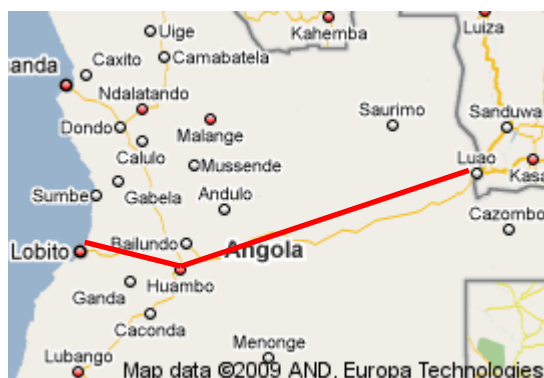 Uige
Kahemba
Luiza
anda
Caxito
Camabatela
Ndalatando
Saurimo
Sanduwa
Dondo
Malange
Calulo
Mussende
Luao
Kasa
Sumbe
Gabela
Andulo
Cazombo
Lobito
Bailundo
Angola
Ganda
Huambo
Caconda
Menonge
Lubango
Map data ©2009 AND, Europa Technologies